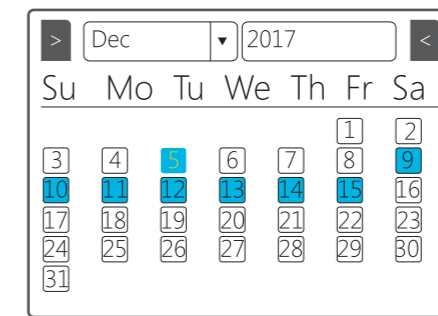 > Dec ▾ 2017 <
Su Mo Tu We Th Fr Sa
1 2
3 4 5 6 7 8 9
10 11 12 13 14 15 16
17 18 19 20 21 22 23
24 25 26 27 28 29 30
31